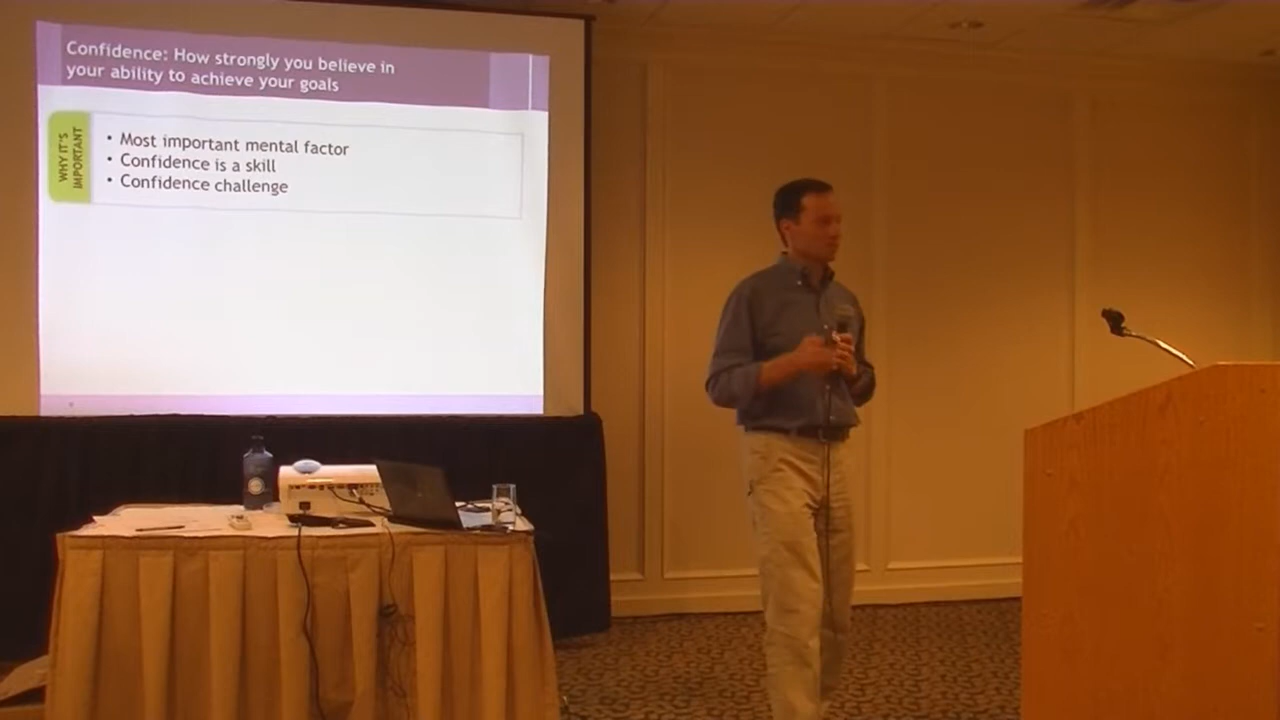 Confidence: How strongly you believe in
your ability to achieve your goals
WHY IT'S
IMPORTANT
• Most important mental factor
• Confidence is a skill
• Confidence challenge